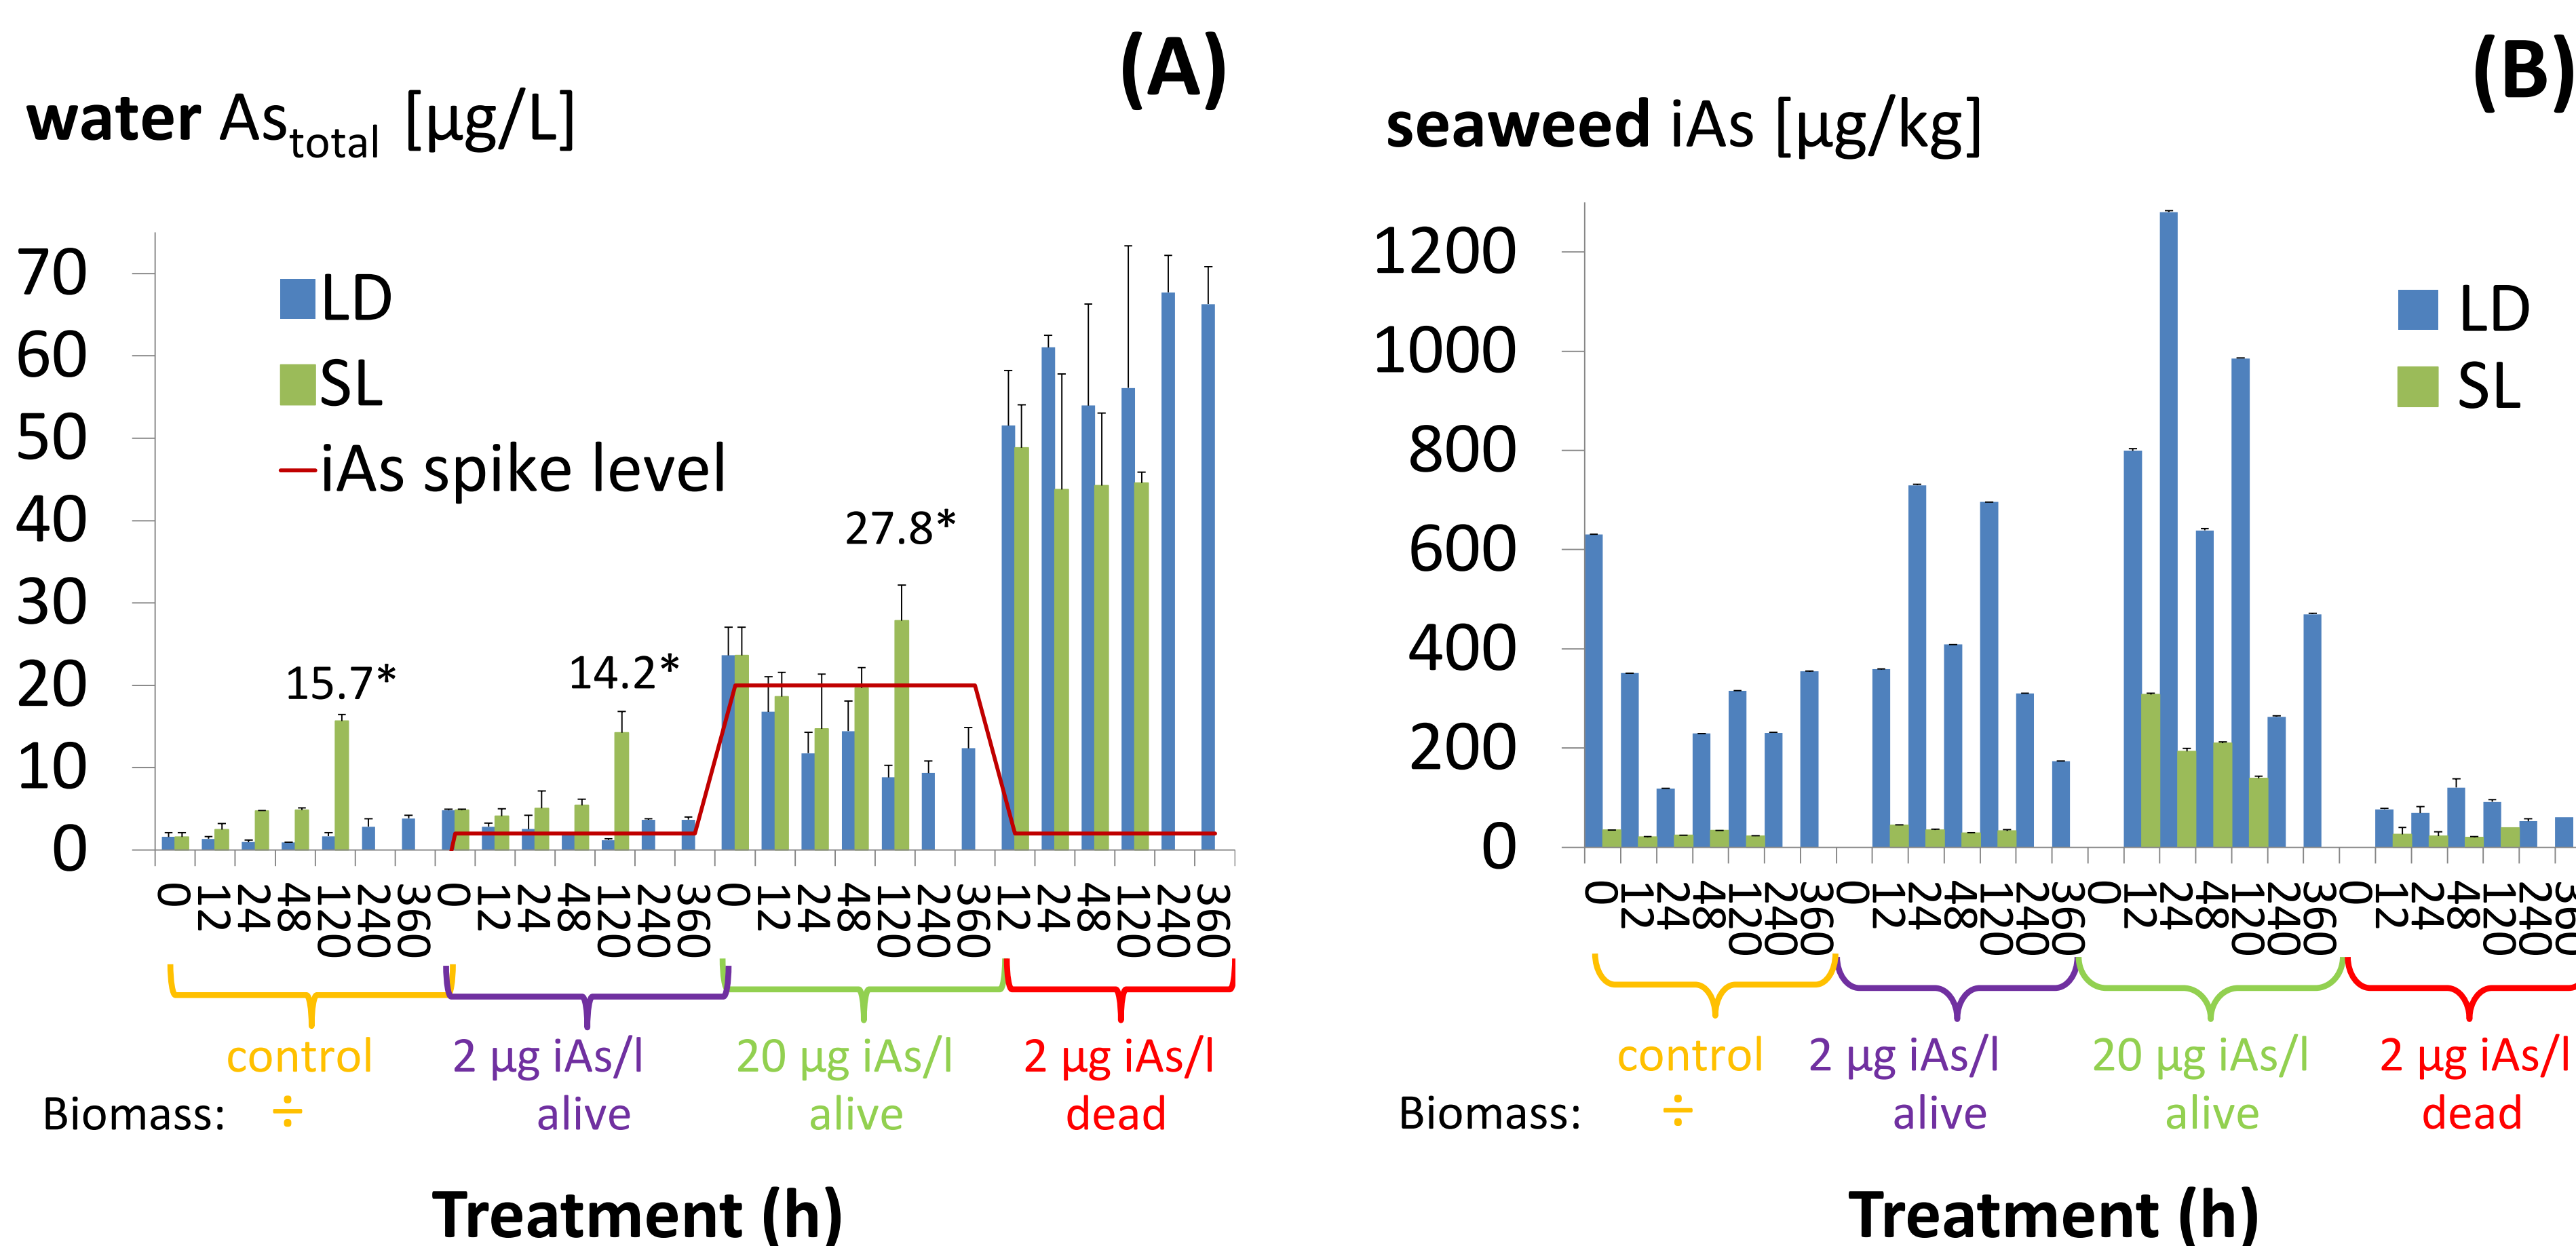 (A)
water Astotal [µg/L]
70
60
50
40
30
20
10
0
LD
SL
iAs spike level
15.7*
14.2*
27.8*
0 12 24 48 120 240 360 0 12 24 48 120 240 360 0 12 24 48 120 240 360 12 24 48 120 240 360
control
2 µg iAs/l
20 µg iAs/l
2 µg iAs/l
Biomass: ÷ alive alive dead
Treatment (h)
(B)
seaweed iAs [µg/kg]
1200
1000
800
600
400
200
0
LD
SL
0 12 24 48 120 240 360 0 12 24 48 120 240 360 0 12 24 48 120 240 360 0 12 24 48 120 240 360
control
2 µg iAs/l
20 µg iAs/l
2 µg iAs/l
Biomass: ÷ alive alive dead
Treatment (h)